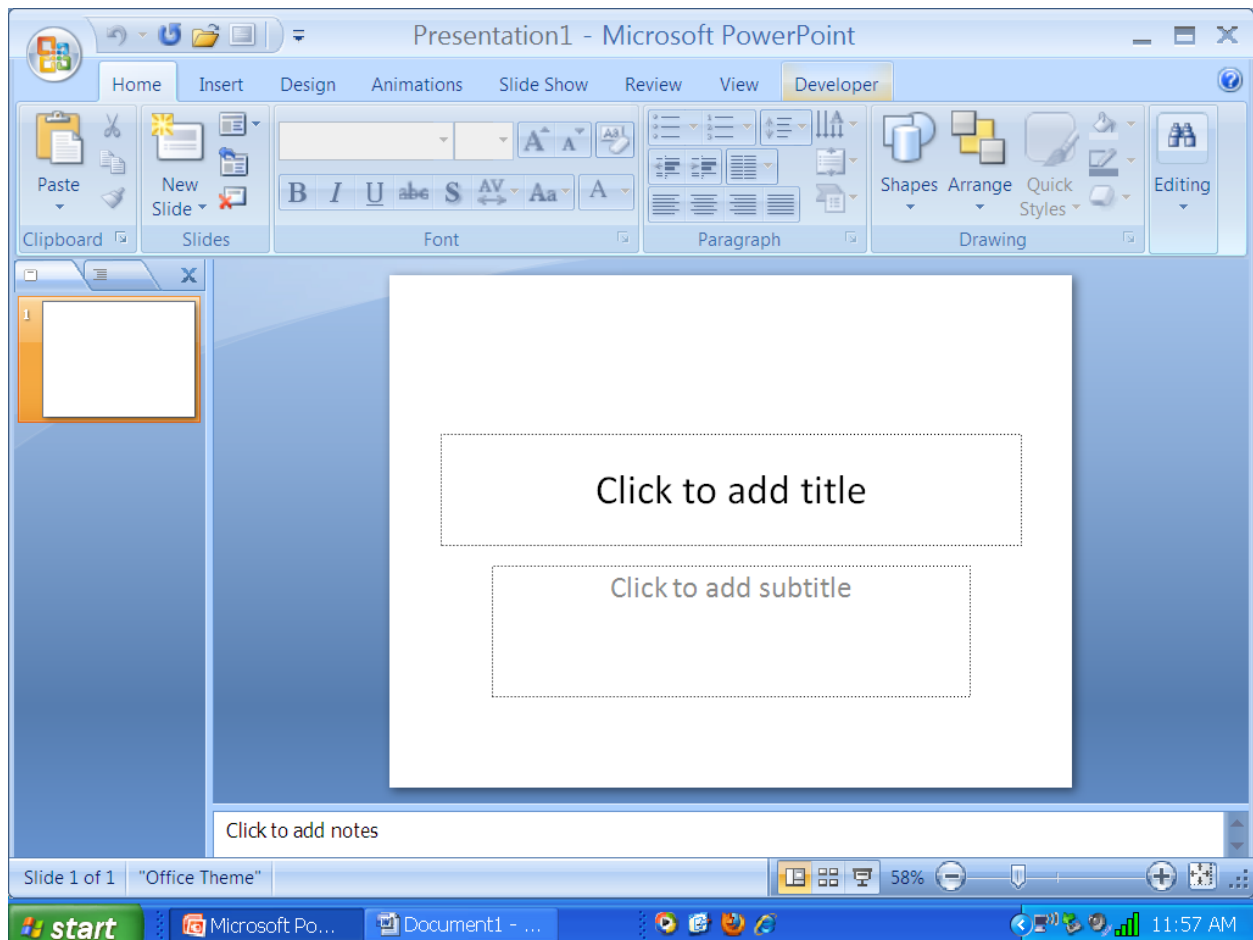 Presentation1 - Microsoft PowerPoint
Home Insert Design Animations Slide Show Review View Developer
Paste
New Slide
B I U abc S AV Aa A
A A
Shapes Arrange Quick Styles
Editing
Clipboard Slides Font Paragraph Drawing
1
Click to add title
Click to add subtitle
Click to add notes
Slide 1 of 1 "Office Theme" 58%
start Microsoft Po... Document1 - ... 11:57 AM